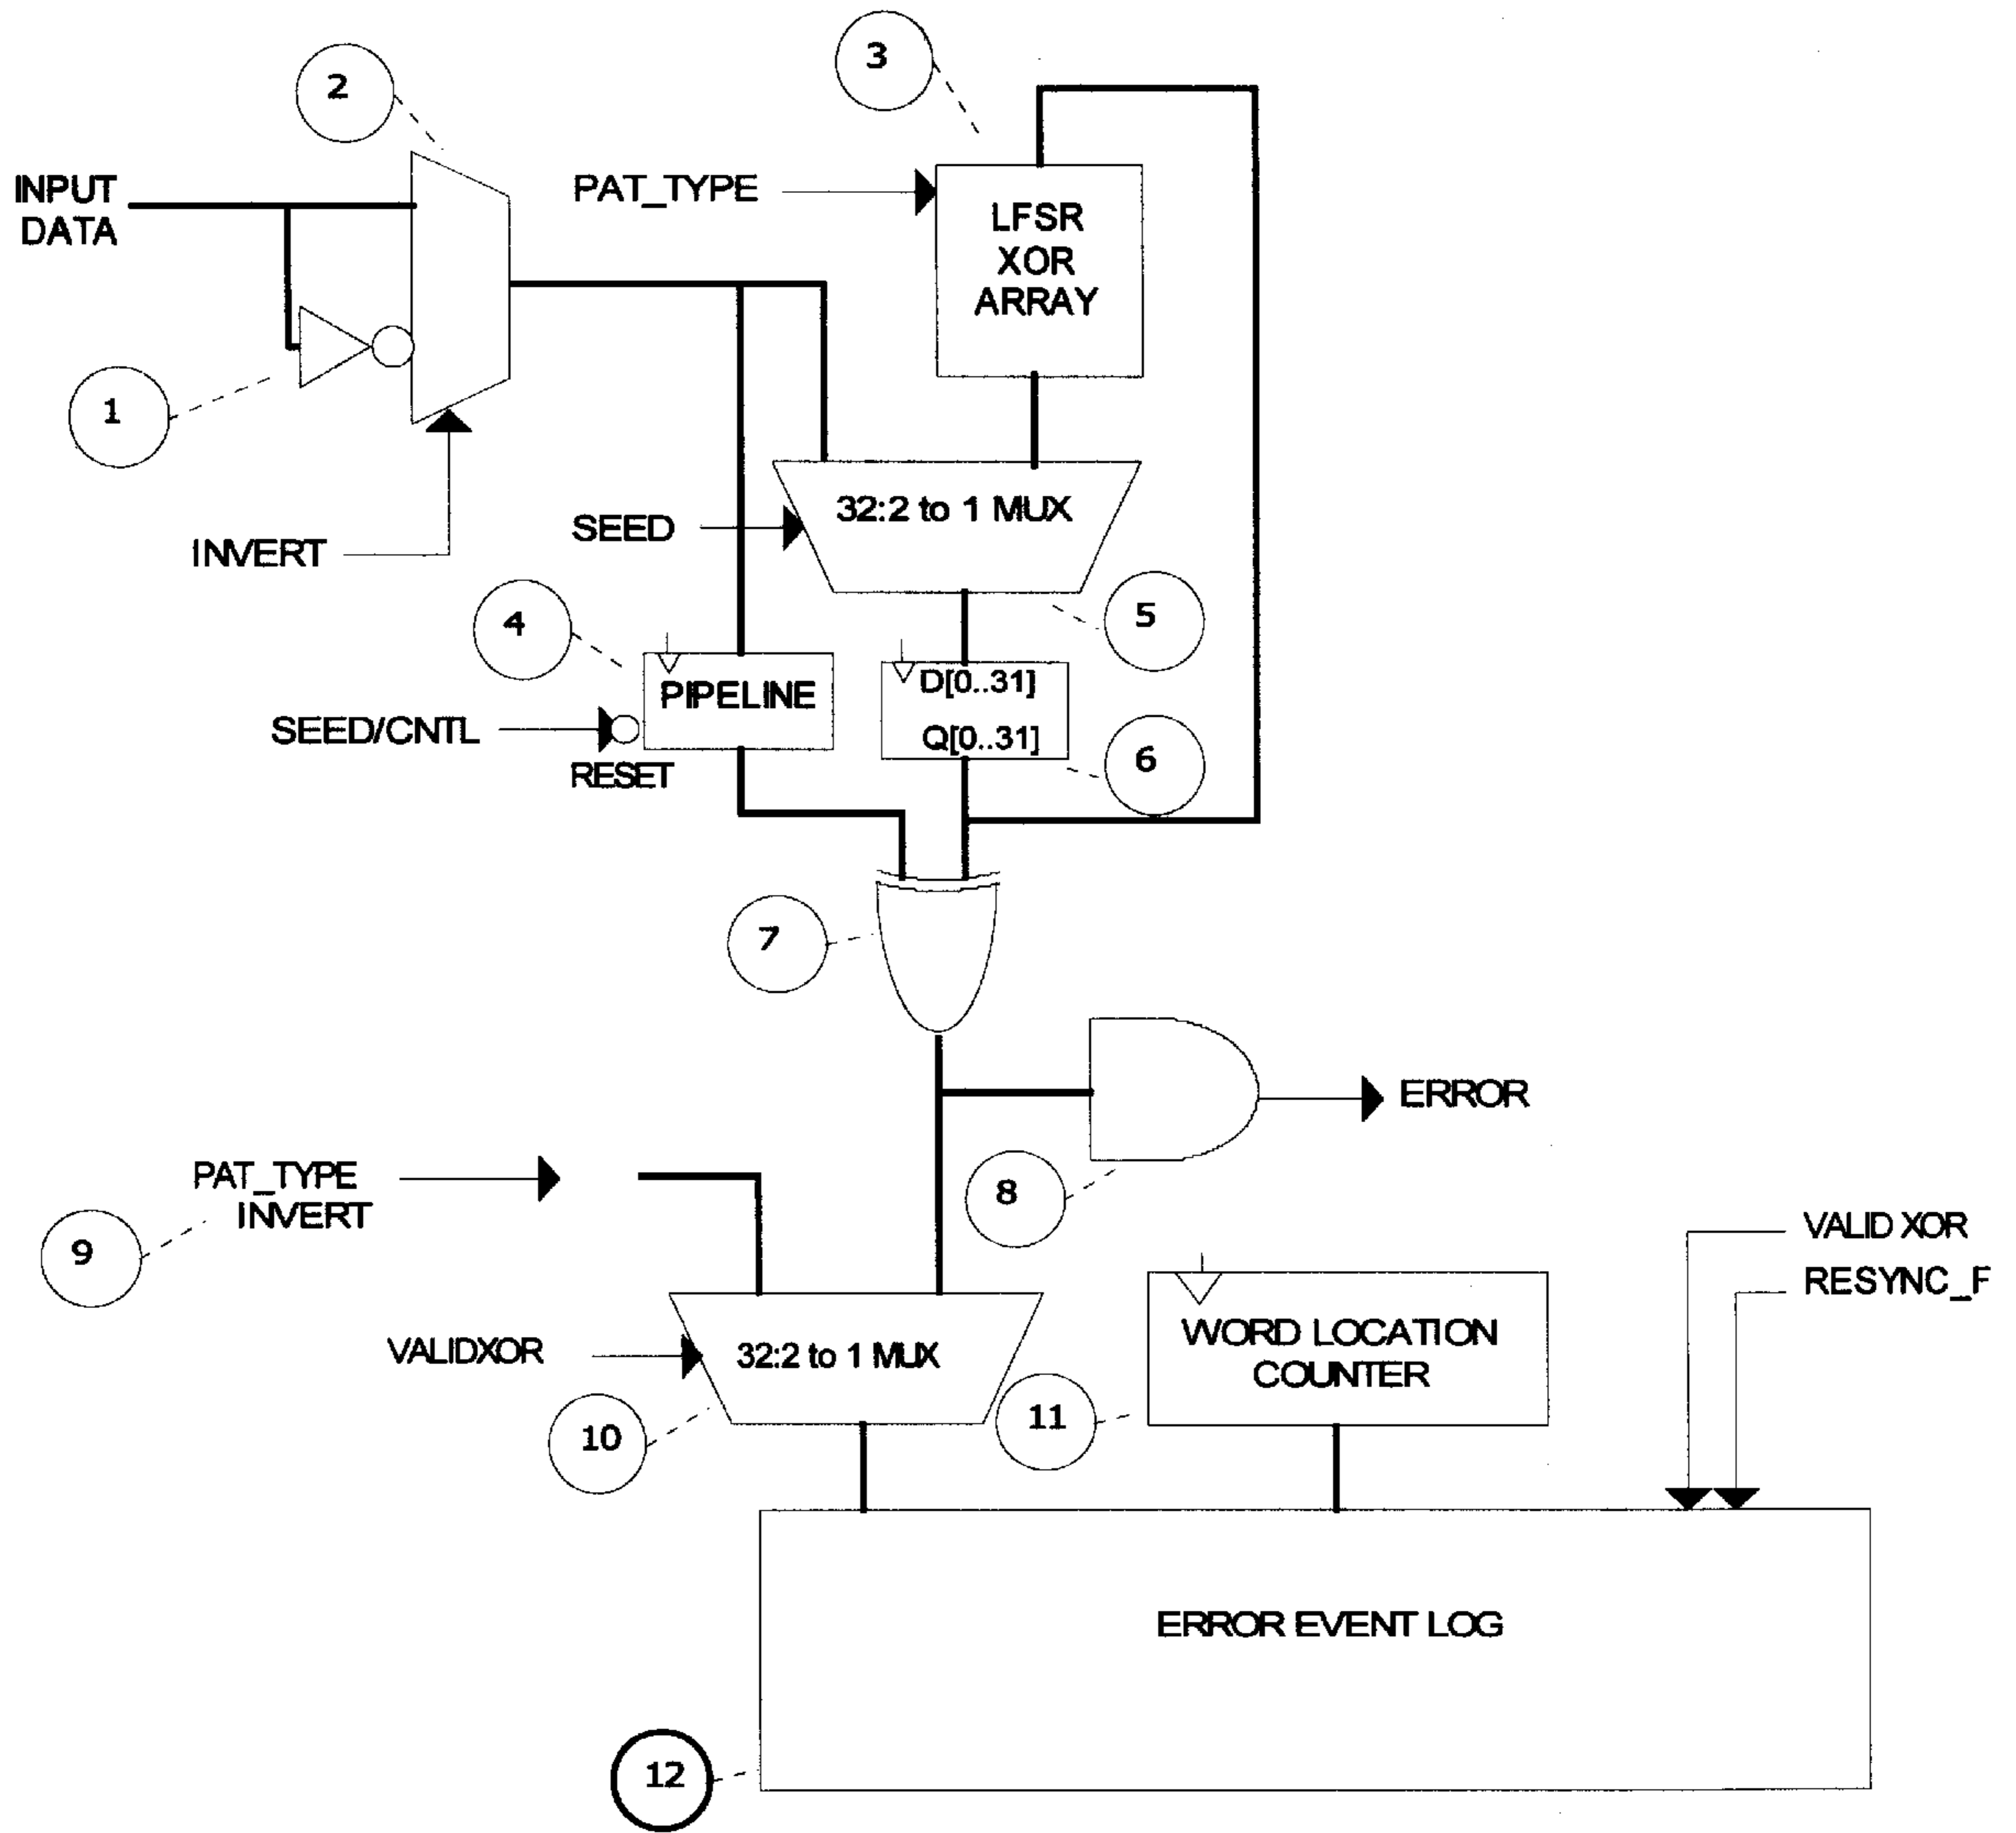 2
3
INPUT
DATA
PAT_TYPE
LFSR
XOR
ARRAY
1
INVERT
SEED
32:2 to 1 MUX
4
5
PIPELINE
D[0..31]
SEED/CNTL
Q[0..31]
6
RESET
7
ERROR
PAT_TYPE
INVERT
8
9
VALID XOR
RESYNC_F
VALIDXOR
32:2 to 1 MUX
WORD LOCATION
COUNTER
10
11
ERROR EVENT LOG
12